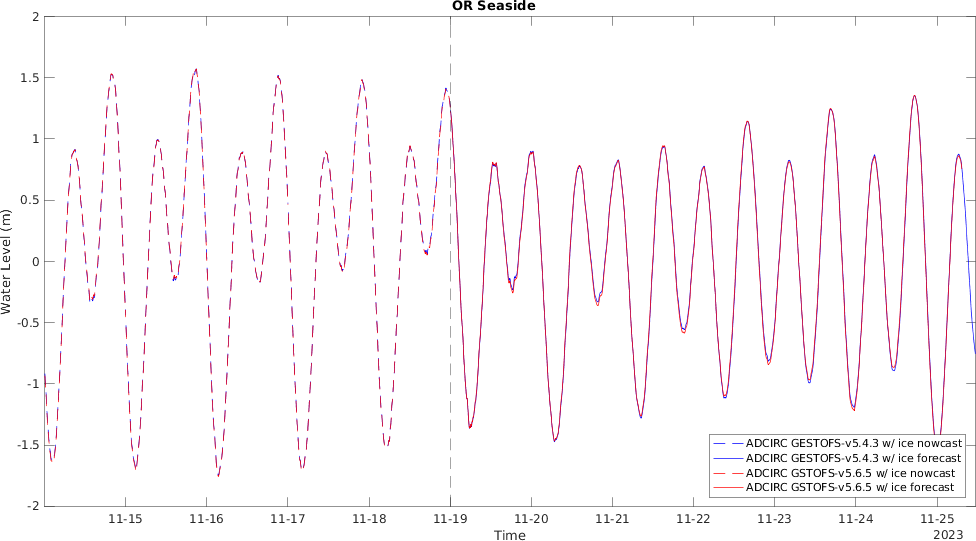 OR Seaside
2
1.5
1
0.5
0
-0.5
-1
-1.5
-2
Water Level (m)
11-15 11-16 11-17 11-18 11-19 11-20 11-21 11-22 11-23 11-24 11-25
Time
2023
ADCIRC GESTOFS-v5.4.3 w/ ice nowcast
ADCIRC GESTOFS-v5.4.3 w/ ice forecast
ADCIRC GSTOFS-v5.6.5 w/ ice nowcast
ADCIRC GSTOFS-v5.6.5 w/ ice forecast